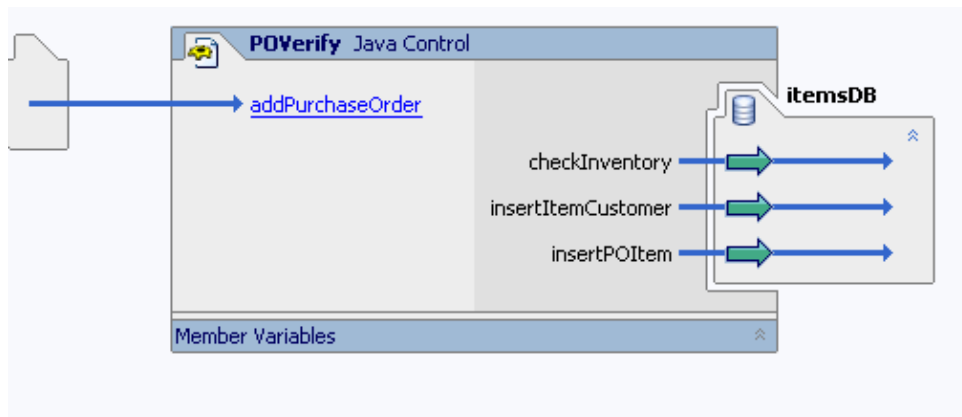 POVerify Java Control
addPurchaseOrder
itemsDB
checkInventory
insertItemCustomer
insertPOItem
Member Variables